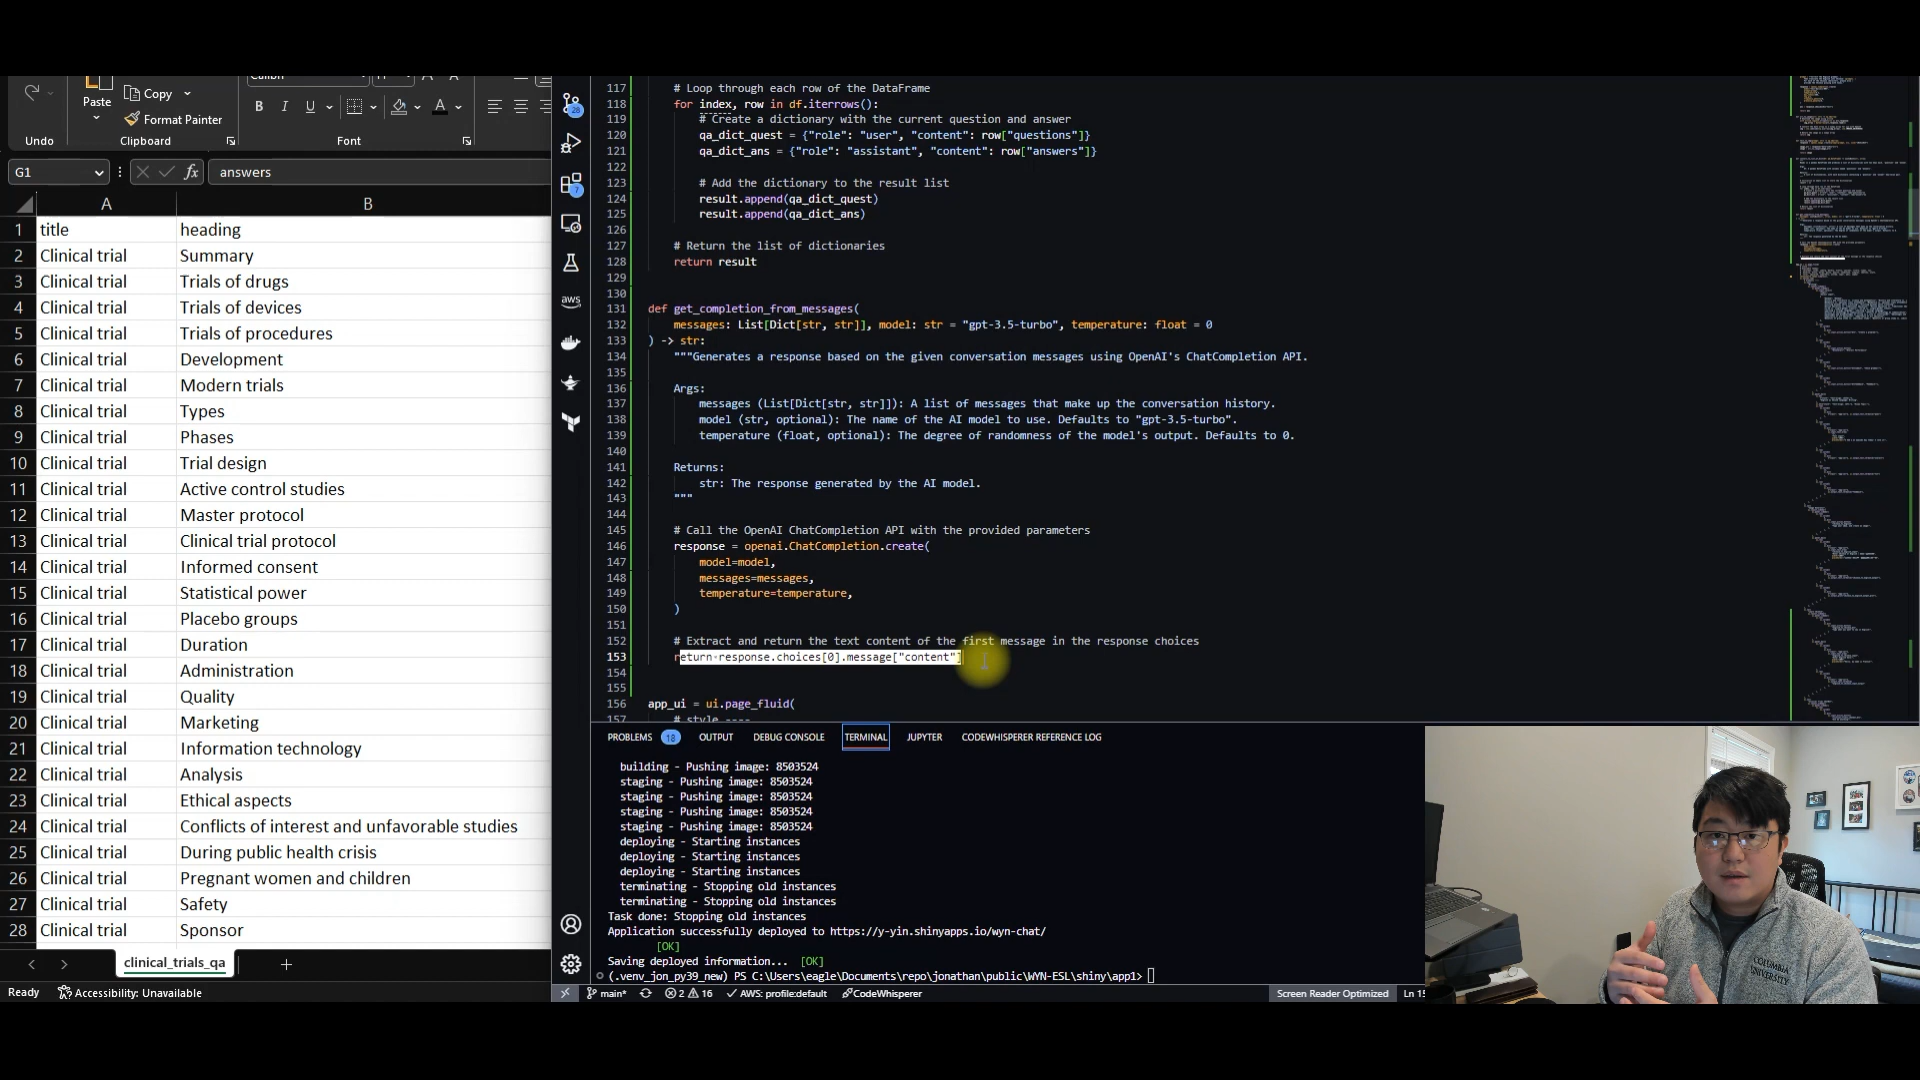 Calibri
Copy
Paste
Format Painter
B I U A
Undo
Clipboard
Font
G1
fx
answers
A
B
1 title heading
2 Clinical trial Summary
3 Clinical trial Trials of drugs
4 Clinical trial Trials of devices
5 Clinical trial Trials of procedures
6 Clinical trial Development
7 Clinical trial Modern trials
8 Clinical trial Types
9 Clinical trial Phases
10 Clinical trial Trial design
11 Clinical trial Active control studies
12 Clinical trial Master protocol
13 Clinical trial Clinical trial protocol
14 Clinical trial Informed consent
15 Clinical trial Statistical power
16 Clinical trial Placebo groups
17 Clinical trial Duration
18 Clinical trial Administration
19 Clinical trial Quality
20 Clinical trial Marketing
21 Clinical trial Information technology
22 Clinical trial Analysis
23 Clinical trial Ethical aspects
24 Clinical trial Conflicts of interest and unfavorable studies
25 Clinical trial During public health crisis
26 Clinical trial Pregnant women and children
27 Clinical trial Safety
28 Clinical trial Sponsor
clinical_trials_qa
Ready Accessibility: Unavailable
28
7
aws
117 # Loop through each row of the DataFrame
118 for index, row in df.iterrows():
119 # Create a dictionary with the current question and answer
120 qa_dict_quest = {"role": "user", "content": row["questions"]}
121 qa_dict_ans = {"role": "assistant", "content": row["answers"]}
122
123 # Add the dictionary to the result list
124 result.append(qa_dict_quest)
125 result.append(qa_dict_ans)
126
127 # Return the list of dictionaries
128 return result
129
130
131 def get_completion_from_messages(
132 messages: List[Dict[str, str]], model: str = "gpt-3.5-turbo", temperature: float = 0
133 ) -> str:
134 """Generates a response based on the given conversation messages using OpenAI's ChatCompletion API.
135
136 Args:
137 messages (List[Dict[str, str]]): A list of messages that make up the conversation history.
138 model (str, optional): The name of the AI model to use. Defaults to "gpt-3.5-turbo".
139 temperature (float, optional): The degree of randomness of the model's output. Defaults to 0.
140
141 Returns:
142 str: The response generated by the AI model.
143 """
144
145 # Call the OpenAI ChatCompletion API with the provided parameters
146 response = openai.ChatCompletion.create(
147 model=model,
148 messages=messages,
149 temperature=temperature,
150 )
151
152 # Extract and return the text content of the first message in the response choices
153 return response.choices[0].message["content"]
154
155
156 app_ui = ui.page_fluid(
157 # style ----
PROBLEMS 18 OUTPUT DEBUG CONSOLE TERMINAL JUPYTER CODEWHISPERER REFERENCE LOG
building - Pushing image: 8503524
staging - Pushing image: 8503524
staging - Pushing image: 8503524
staging - Pushing image: 8503524
staging - Pushing image: 8503524
deploying - Starting instances
deploying - Starting instances
deploying - Starting instances
terminating - Stopping old instances
terminating - Stopping old instances
Task done: Stopping old instances
Application successfully deployed to https://y-yin.shinyapps.io/wyn-chat/
[OK]
Saving deployed information... [OK]
(.venv_jon_py39_new) PS C:\Users\eagle\Documents\repo\jonathan\public\WYN-ESL\shiny\app1>
main* 2 16 AWS: profile:default CodeWhisperer Screen Reader Optimized Ln 15
COLUMBIA
UNIVERSITY